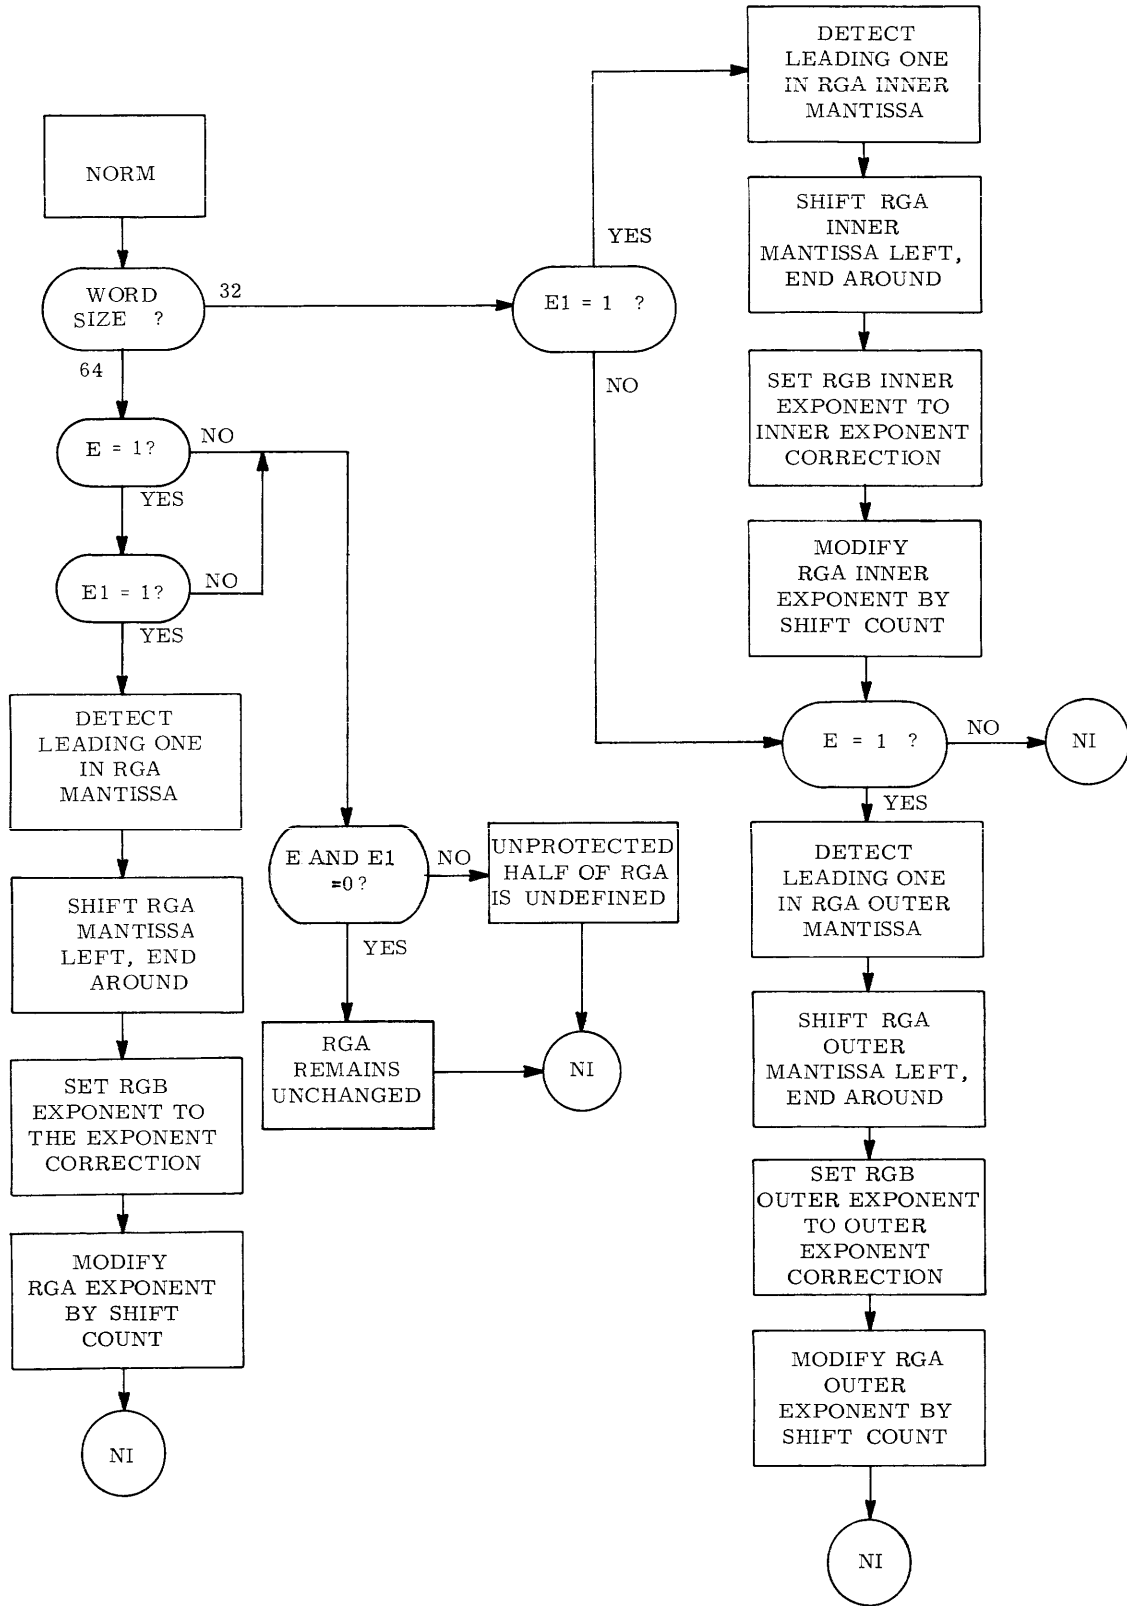 NORM
WORD
SIZE ?
32
64
E = 1?
NO
YES
E1 = 1?
NO
YES
DETECT
LEADING ONE
IN RGA
MANTISSA
SHIFT RGA
MANTISSA
LEFT, END
AROUND
SET RGB
EXPONENT TO
THE EXPONENT
CORRECTION
MODIFY
RGA EXPONENT
BY SHIFT
COUNT
NI
E AND E1
=0?
NO
YES
UNPROTECTED
HALF OF RGA
IS UNDEFINED
RGA
REMAINS
UNCHANGED
NI
E1 = 1 ?
YES
NO
DETECT
LEADING ONE
IN RGA INNER
MANTISSA
SHIFT RGA
INNER
MANTISSA LEFT,
END AROUND
SET RGB INNER
EXPONENT TO
INNER EXPONENT
CORRECTION
MODIFY
RGA INNER
EXPONENT BY
SHIFT COUNT
E = 1 ?
NO
NI
YES
DETECT
LEADING ONE
IN RGA OUTER
MANTISSA
SHIFT RGA
OUTER
MANTISSA LEFT,
END AROUND
SET RGB
OUTER EXPONENT
TO OUTER
EXPONENT
CORRECTION
MODIFY RGA
OUTER
EXPONENT BY
SHIFT COUNT
NI